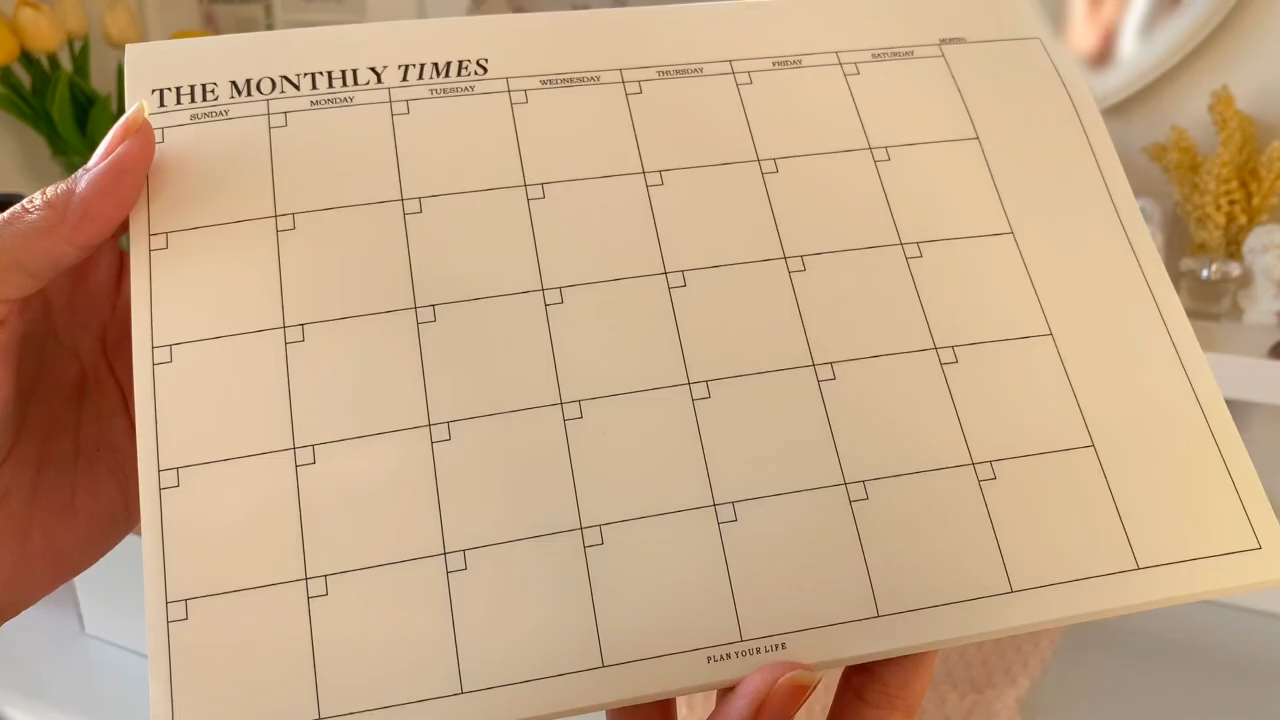 THE MONTHLY TIMES
MONTH:
SUNDAY MONDAY TUESDAY WEDNESDAY THURSDAY FRIDAY SATURDAY
PLAN YOUR LIFE